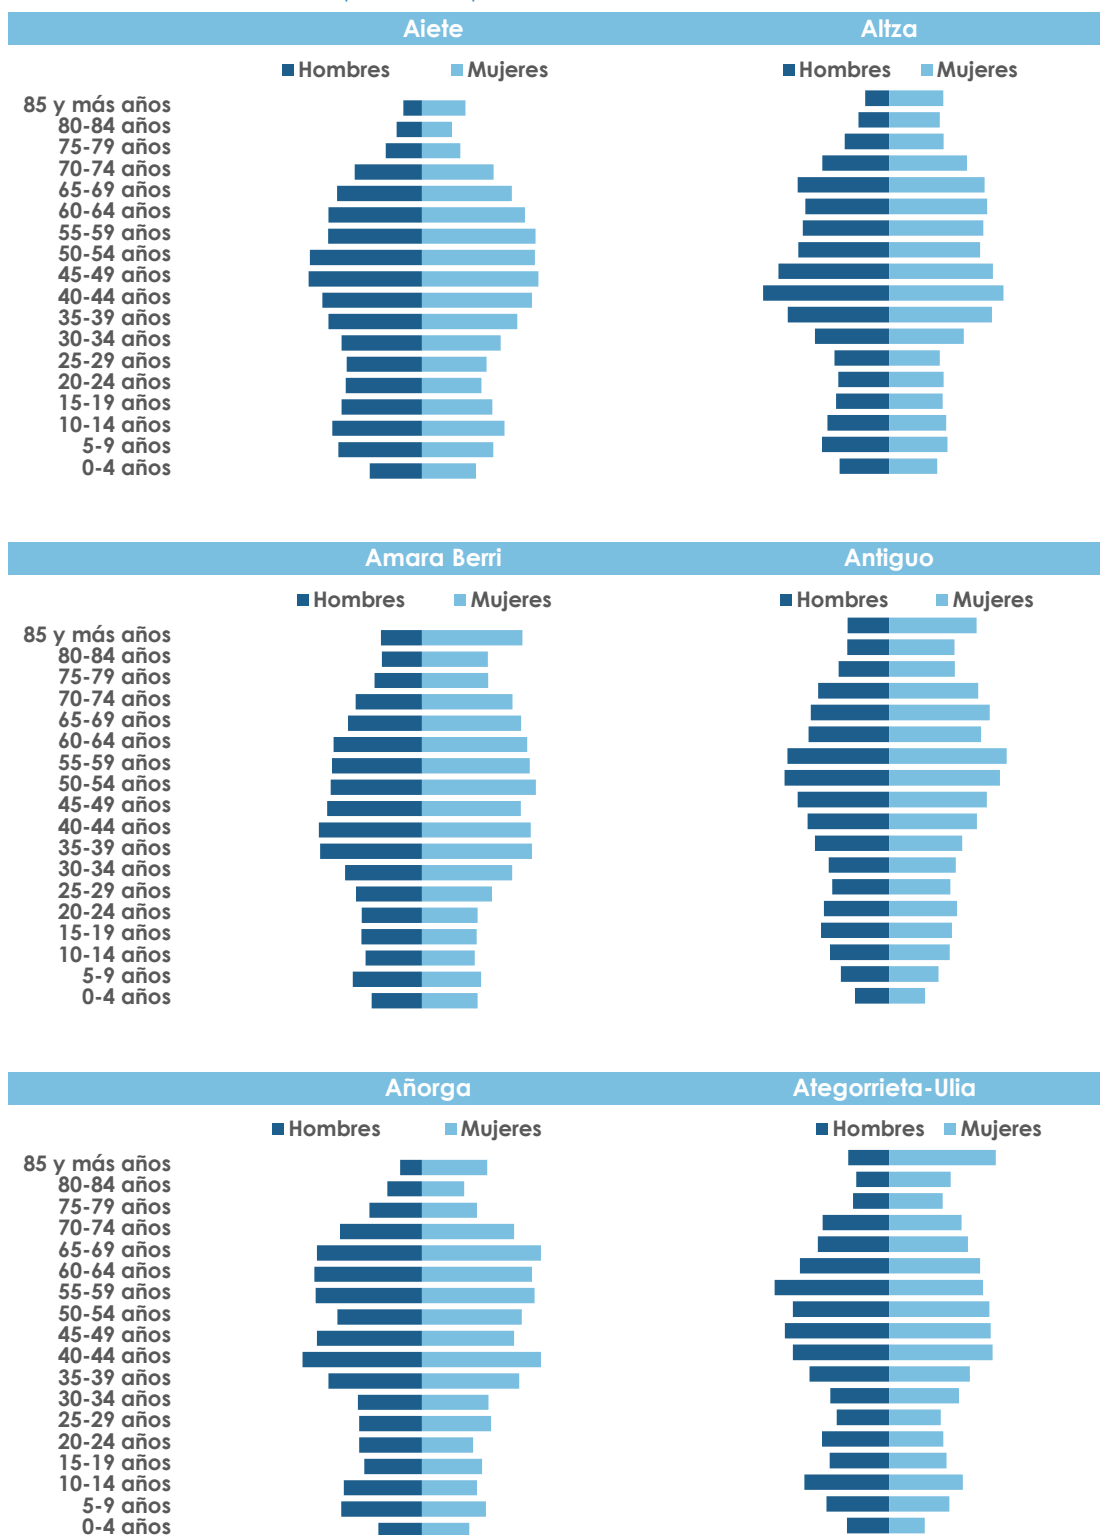 Aiete Altza
Hombres Mujeres Hombres Mujeres
85 y más años
80-84 años
75-79 años
70-74 años
65-69 años
60-64 años
55-59 años
50-54 años
45-49 años
40-44 años
35-39 años
30-34 años
25-29 años
20-24 años
15-19 años
10-14 años
5-9 años
0-4 años
Amara Berri Antiguo
Hombres Mujeres Hombres Mujeres
85 y más años
80-84 años
75-79 años
70-74 años
65-69 años
60-64 años
55-59 años
50-54 años
45-49 años
40-44 años
35-39 años
30-34 años
25-29 años
20-24 años
15-19 años
10-14 años
5-9 años
0-4 años
Añorga Ategorrieta-Ulia
Hombres Mujeres Hombres Mujeres
85 y más años
80-84 años
75-79 años
70-74 años
65-69 años
60-64 años
55-59 años
50-54 años
45-49 años
40-44 años
35-39 años
30-34 años
25-29 años
20-24 años
15-19 años
10-14 años
5-9 años
0-4 años